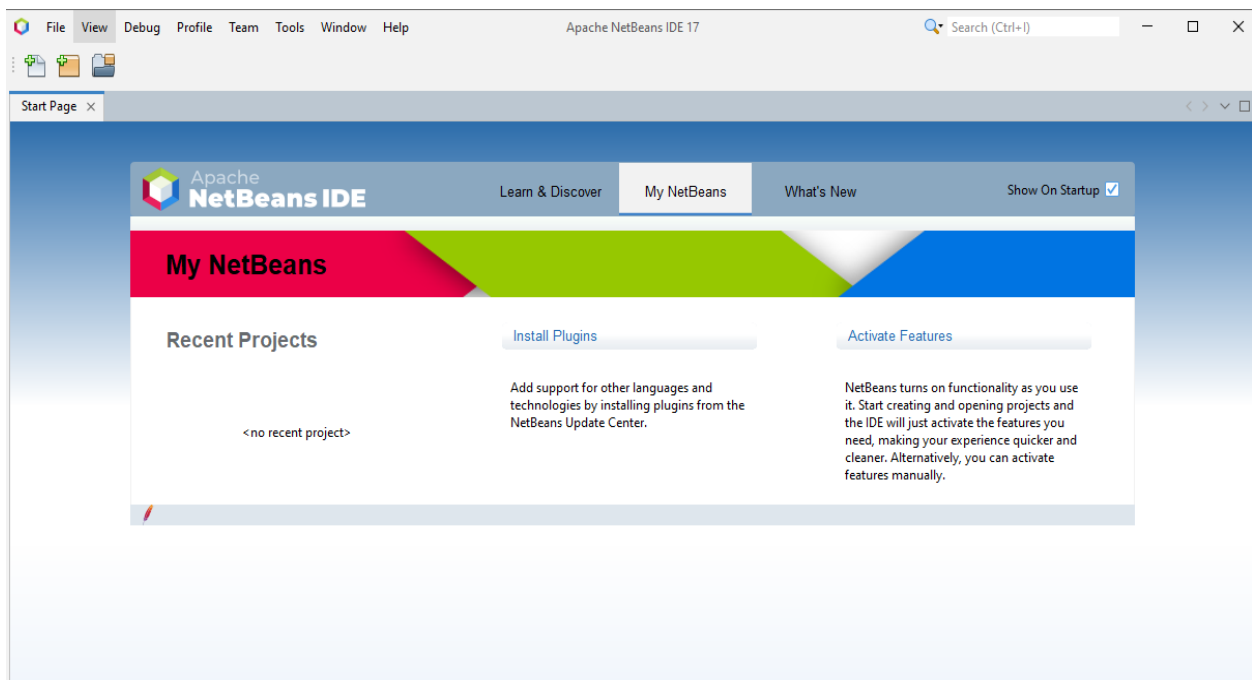 File View Debug Profile Team Tools Window Help Apache NetBeans IDE 17 Search (Ctrl+I)
Start Page
Apache
NetBeans IDE
Learn & Discover My NetBeans What's New Show On Startup
My NetBeans
Recent Projects
<no recent project>
Install Plugins
Add support for other languages and
technologies by installing plugins from the
NetBeans Update Center.
Activate Features
NetBeans turns on functionality as you use
it. Start creating and opening projects and
the IDE will just activate the features you
need, making your experience quicker and
cleaner. Alternatively, you can activate
features manually.